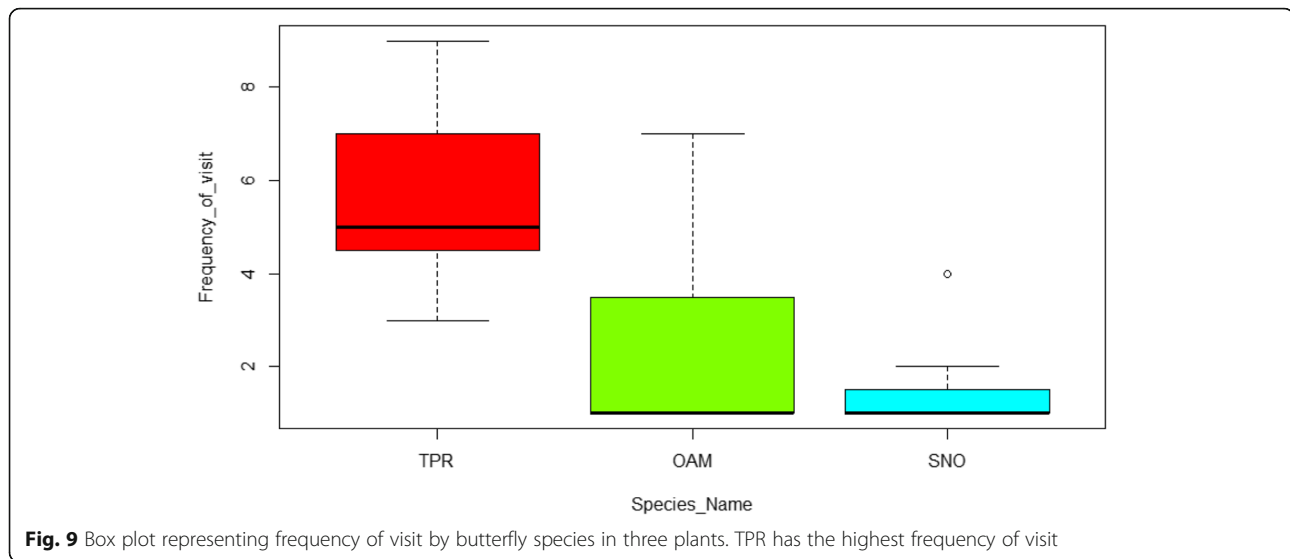 8
6
4
2
Frequency_of_visit
TPR OAM SNO
Species_Name
Fig. 9 Box plot representing frequency of visit by butterfly species in three plants. TPR has the highest frequency of visit